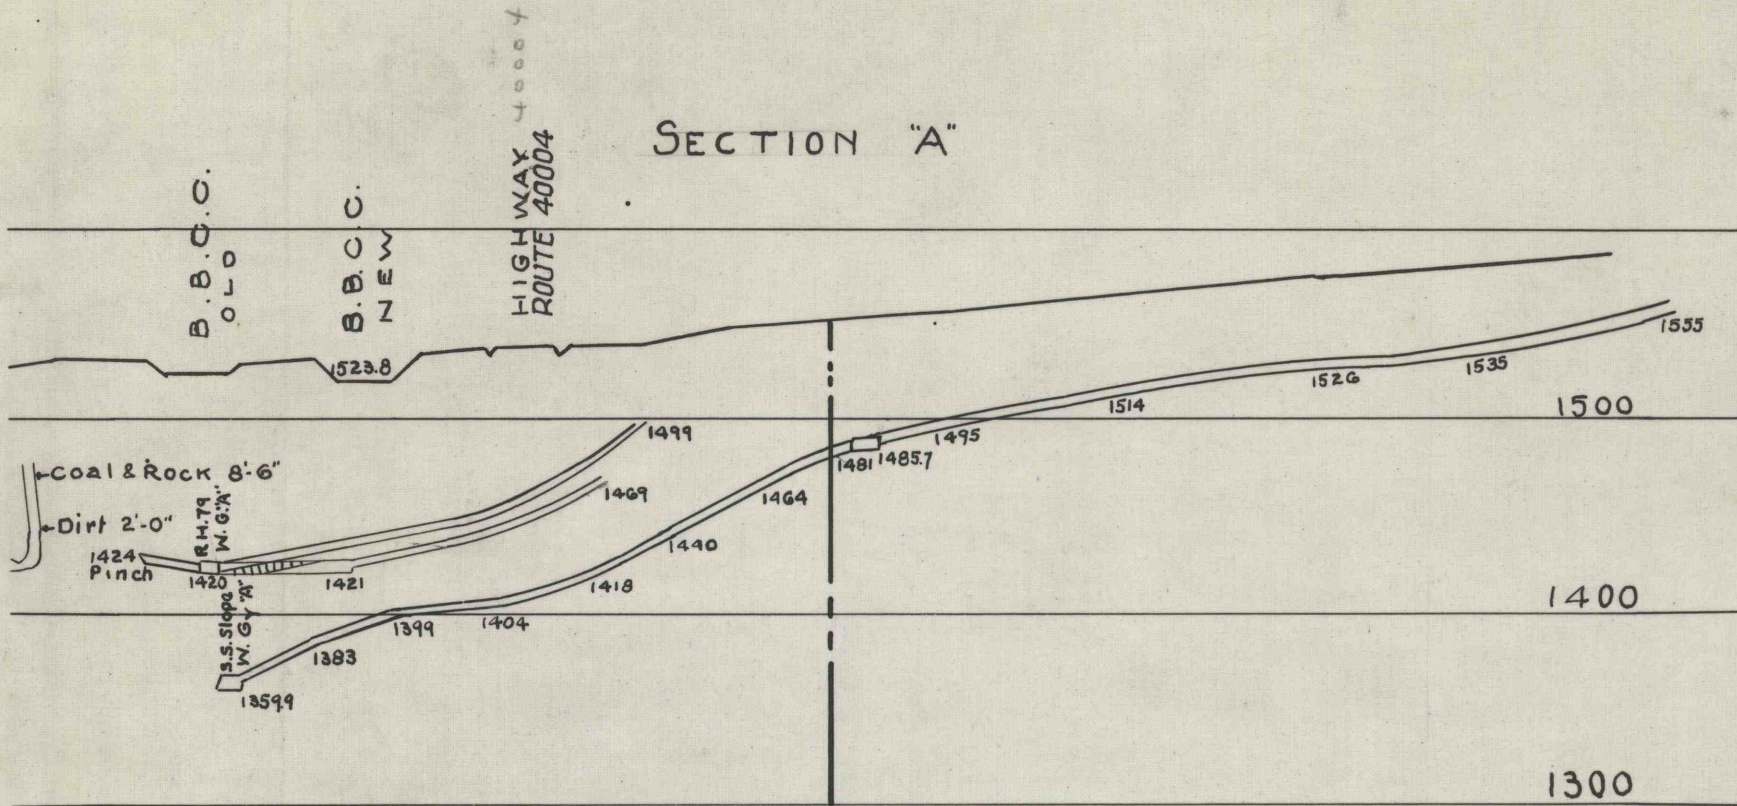 SECTION "A"
B.B.C.C.
OLD
B.B.C.C.
NEW
HIGHWAY 40004
ROUTE 40004
1523.8
1555
1535
1526
1514
1500
1495
1485.7
1481
1499
1469
1464
1440
Coal & Rock 8'-6"
Dirt 2'-0"
R.H.79
W.G."A"
1424
Pinch
1420
1421
1418
1400
1404
1399
S.S.Slope
W.Gy "A"
1383
1359.9
1300